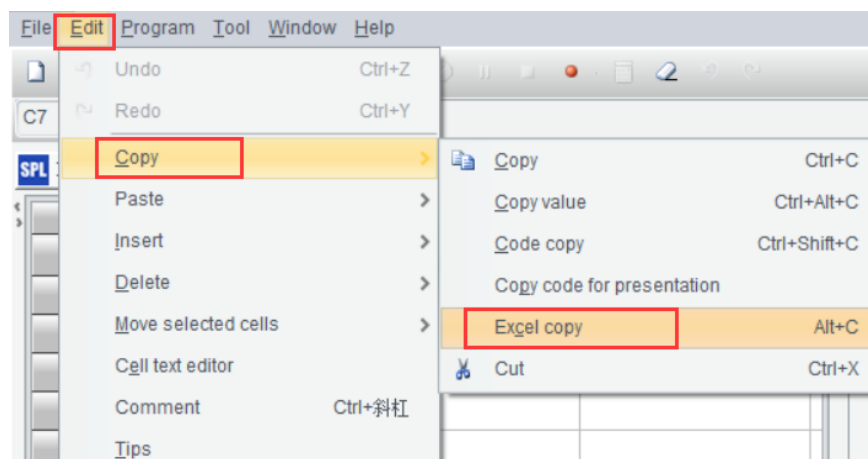 File Edit Program Tool Window Help
Undo Ctrl+Z
C7 Redo Ctrl+Y
SPL Copy Copy Ctrl+C
Paste Copy value Ctrl+Alt+C
Insert Code copy Ctrl+Shift+C
Delete Copy code for presentation
Move selected cells Excel copy Alt+C
Cell text editor Cut Ctrl+X
Comment Ctrl+斜杠
Tips